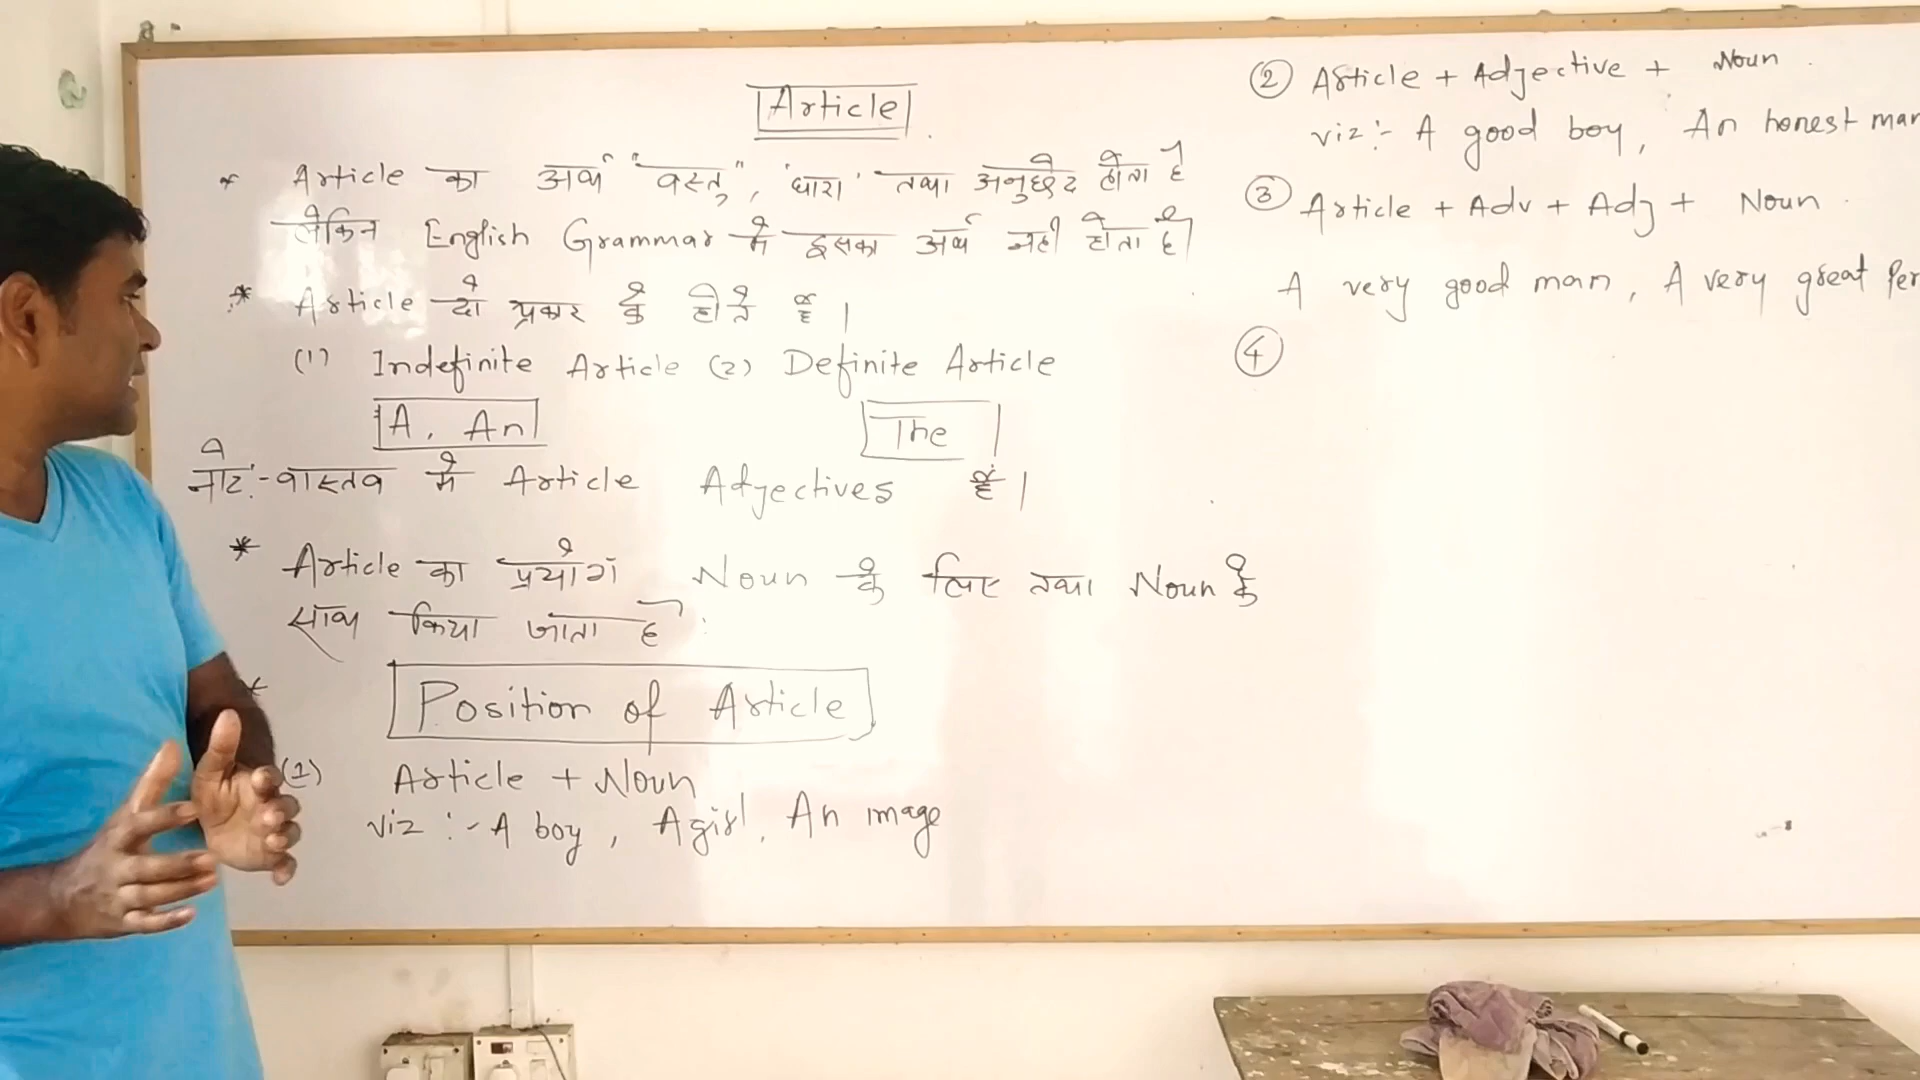 Article
* Article का अर्थ "वस्तु", 'धारा' तथा अनुछेद होता है
लेकिन English Grammar मे इसका अर्थ नही होता है।
* Article दो प्रकार के होते हैं।
(1) Indefinite Article (2) Definite Article
A, An The
नोट:- वास्तव मे Article Adjectives हैं।
* Article का प्रयोग Noun के लिए तथा Noun के
साथ किया जाता है
* Position of Article
(1) Article + Noun
viz :- A boy, A girl, An image
② Article + Adjective + Noun.
viz:- A good boy, An honest man
③ Article + Adv + Adj + Noun.
A very good man, A very great Per
④